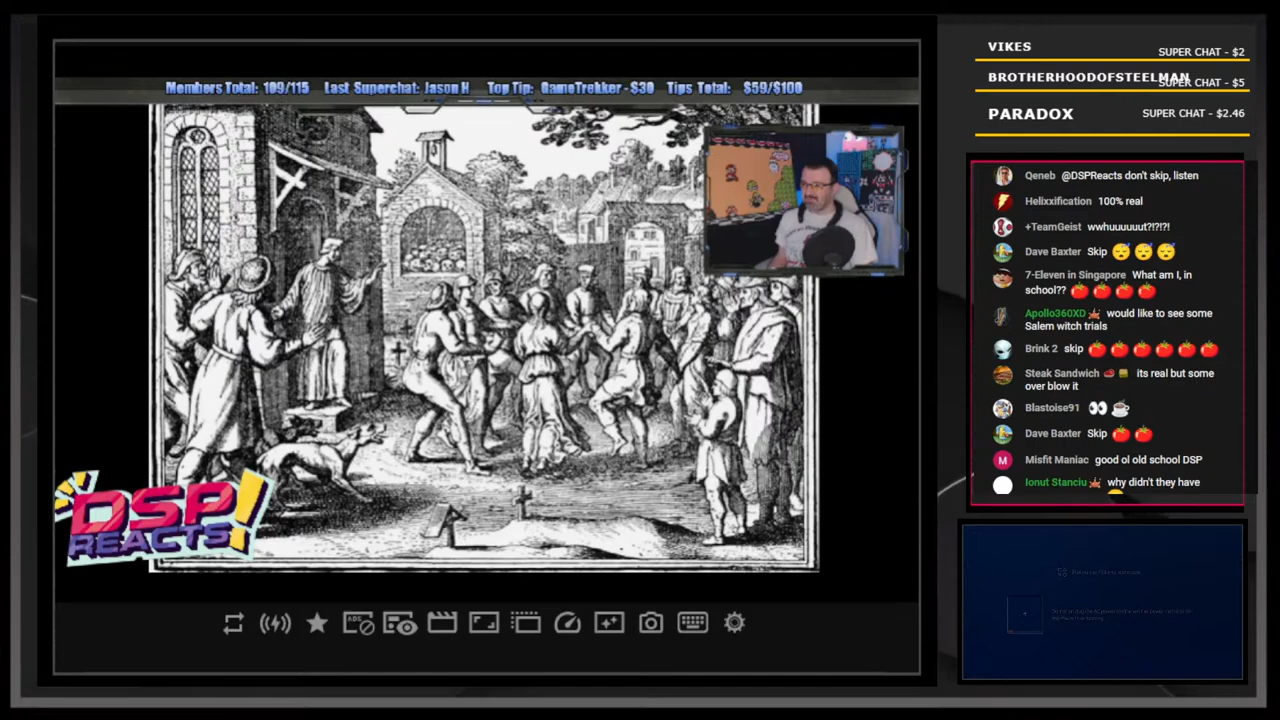 Members Total: 109/115 Last Superchat: Jason H Top Tip: GameTrekker - $30 Tips Total: $59/$100
DSP
REACTS!
ADS
VIKES SUPER CHAT - $2
BROTHERHOODOFSTEELMAN SUPER CHAT - $5
PARADOX SUPER CHAT - $2.46
Qeneb @DSPReacts don't skip, listen
Helixxification 100% real
+TeamGeist wwhuuuuut?!?!?!
Dave Baxter Skip 😴 😴 😴
7-Eleven in Singapore What am I, in
school?? 🍅 🍅 🍅 🍅
Apollo360XD would like to see some
Salem witch trials
Brink 2 skip 🍅 🍅 🍅 🍅 🍅 🍅
Steak Sandwich its real but some
over blow it
Blastoise91 👀 ☕
Dave Baxter Skip 🍅 🍅
M Misfit Maniac good ol old school DSP
Ionut Stanciu why didn't they have